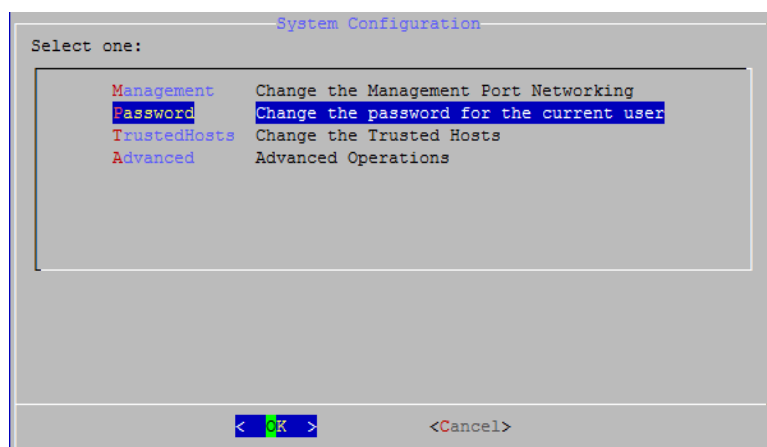 System Configuration
Select one:
Management Change the Management Port Networking
Password Change the password for the current user
TrustedHosts Change the Trusted Hosts
Advanced Advanced Operations
< OK > <Cancel>